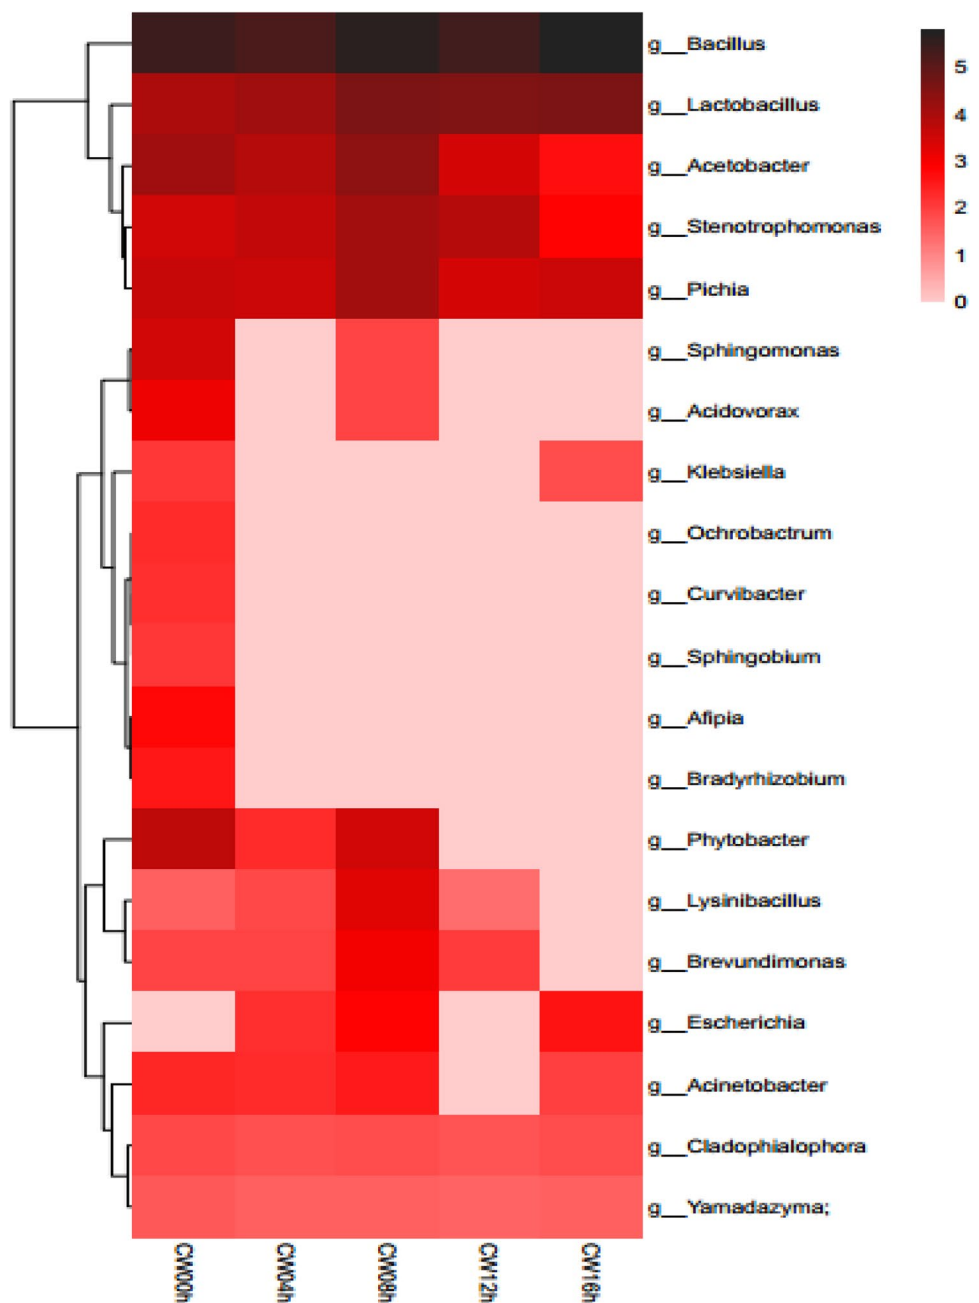 g__Bacillus
g__Lactobacillus
g__Acetobacter
g__Stenotrophomonas
g__Pichia
g__Sphingomonas
g__Acidovorax
g__Klebsiella
g__Ochrobactrum
g__Curvibacter
g__Sphingobium
g__Afipia
g__Bradyrhizobium
g__Phytobacter
g__Lysinibacillus
g__Brevundimonas
g__Escherichia
g__Acinetobacter
g__Cladophialophora
g__Yamadazyma;
5
4
3
2
1
0
CW00h
CW04h
CW08h
CW12h
CW16h